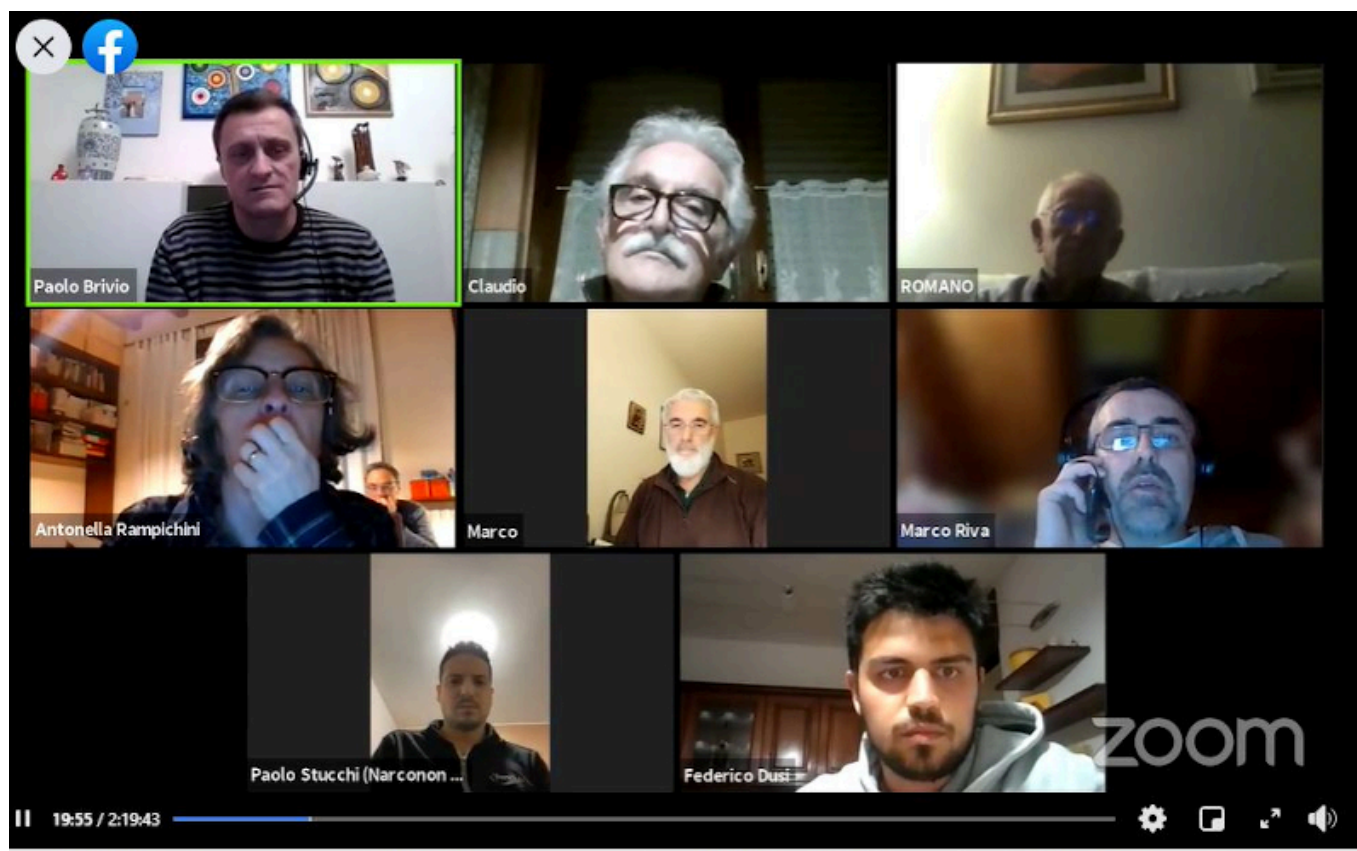 Paolo Brivio
Claudio
ROMANO
Antonella Rampichini
Marco
Marco Riva
Paolo Stucchi (Narconon ...
Federico Dusi
zoom
19:55 / 2:19:43